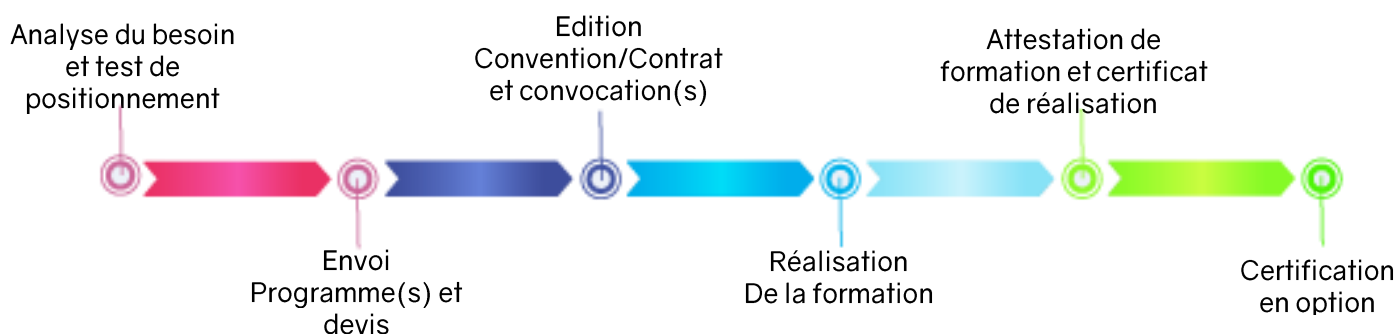 Analyse du besoin
et test de
positionnement
Envoi
Programme(s) et
devis
Edition
Convention/Contrat
et convocation(s)
Réalisation
De la formation
Attestation de
formation et certificat
de réalisation
Certification
en option